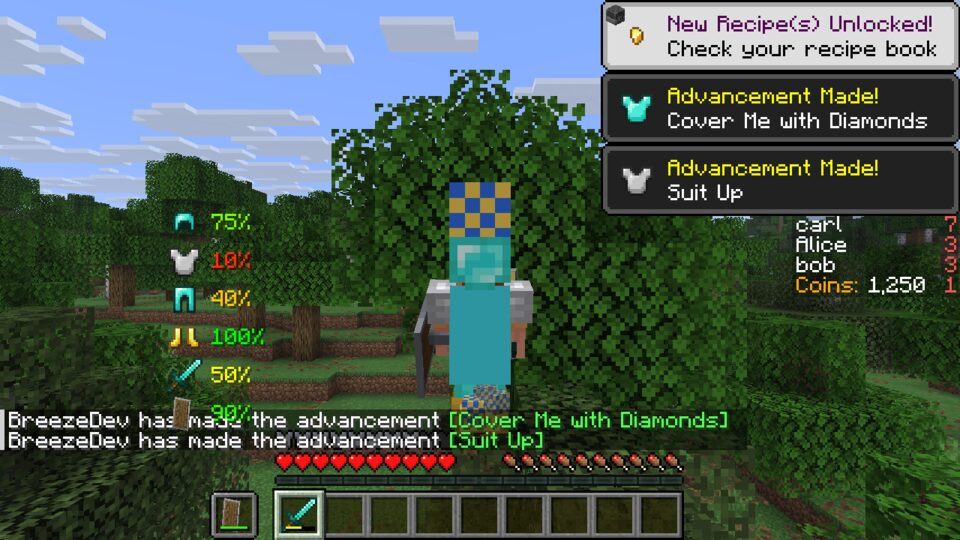 New Recipe(s) Unlocked!
Check your recipe book
Advancement Made!
Cover Me with Diamonds
Advancement Made!
Suit Up
carl 7
Alice 3
bob 3
Coins: 1,250 1
75%
10%
40%
100%
50%
90%
BreezeDev has made the advancement [Cover Me with Diamonds]
BreezeDev has made the advancement [Suit Up]